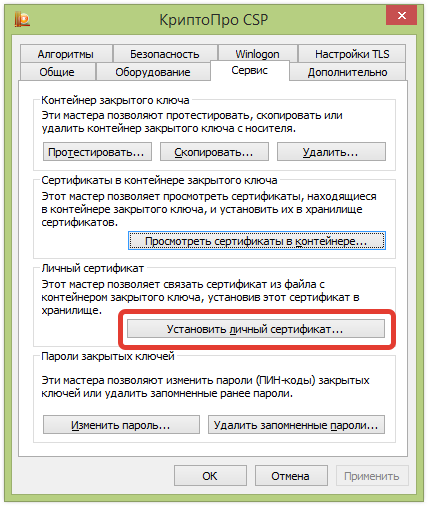 КриптоПро CSP
Алгоритмы Безопасность Winlogon Настройки TLS
Общие Оборудование Сервис Дополнительно
Контейнер закрытого ключа
Эти мастера позволяют протестировать, скопировать или
удалить контейнер закрытого ключа с носителя.
Протестировать... Скопировать... Удалить...
Сертификаты в контейнере закрытого ключа
Этот мастер позволяет просмотреть сертификаты, находящиеся
в контейнере закрытого ключа, и установить их в хранилище
сертификатов.
Просмотреть сертификаты в контейнере...
Личный сертификат
Этот мастер позволяет связать сертификат из файла с
контейнером закрытого ключа, установив этот сертификат в
хранилище.
Установить личный сертификат...
Пароли закрытых ключей
Эти мастера позволяют изменить пароли (ПИН-коды) закрытых
ключей или удалить запомненные ранее пароли.
Изменить пароль... Удалить запомненные пароли...
ОК Отмена Применить